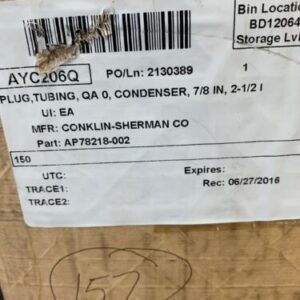 Bin Locatio
BD12064
Storage Lvl
AYC206Q PO/Ln: 2130389 1
PLUG,TUBING, QA 0, CONDENSER, 7/8 IN, 2-1/2 I
UI: EA
MFR: CONKLIN-SHERMAN CO
Part: AP78218-002
150
UTC: Expires:
TRACE1: Rec: 06/27/2016
TRACE2:
157